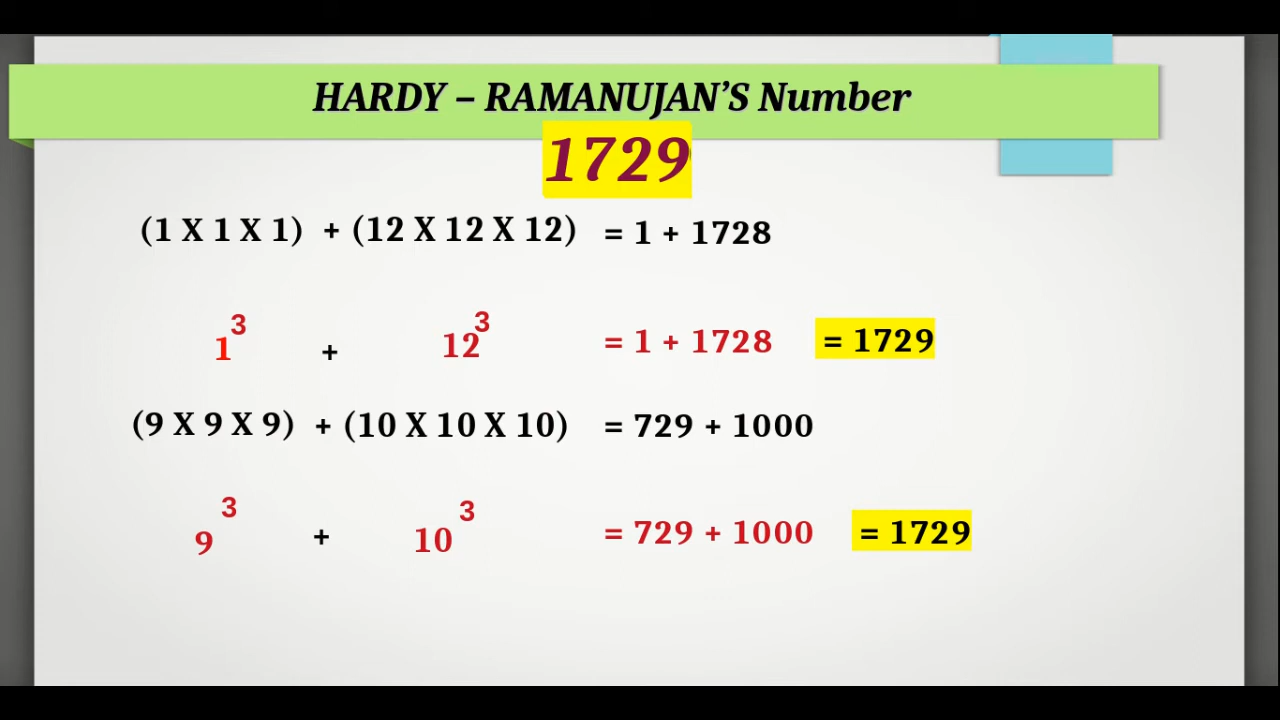 HARDY – RAMANUJAN’S Number
1729
(1 X 1 X 1) + (12 X 12 X 12) = 1 + 1728
1³ + 12³ = 1 + 1728 = 1729
(9 X 9 X 9) + (10 X 10 X 10) = 729 + 1000
9³ + 10³ = 729 + 1000 = 1729